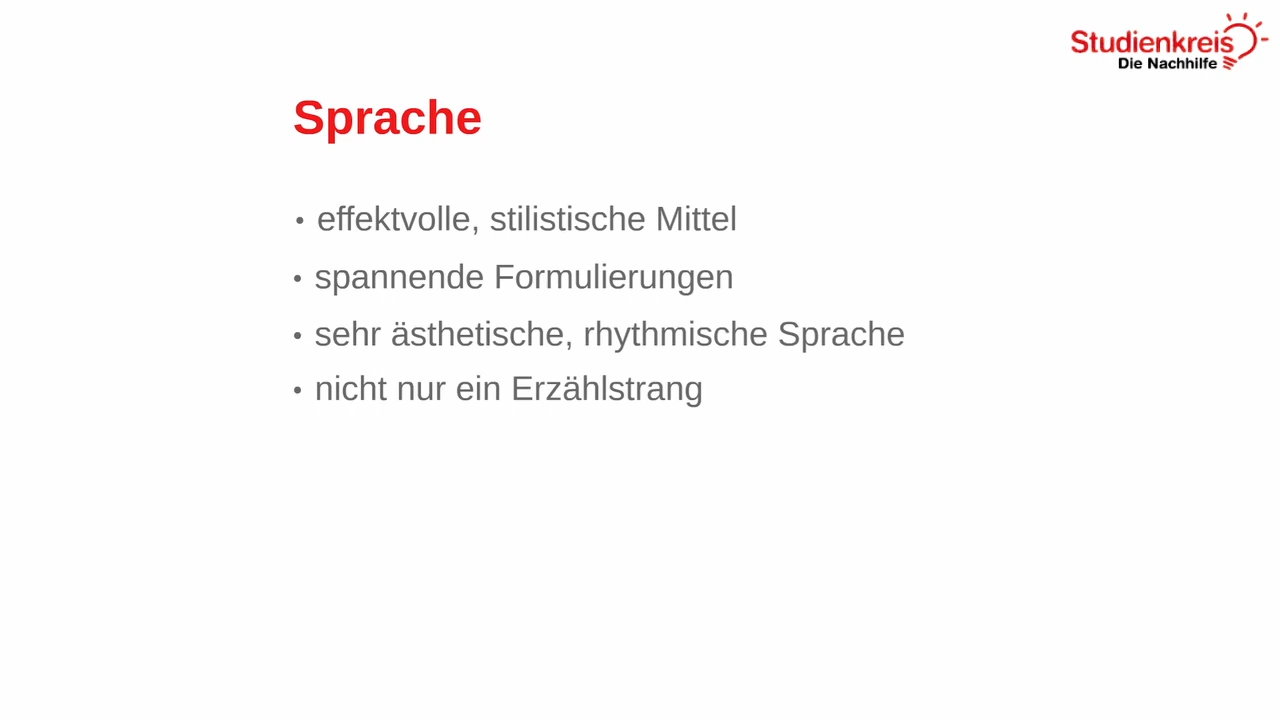 Studienkreis
Die Nachhilfe
Sprache
• effektvolle, stilistische Mittel
• spannende Formulierungen
• sehr ästhetische, rhythmische Sprache
• nicht nur ein Erzählstrang